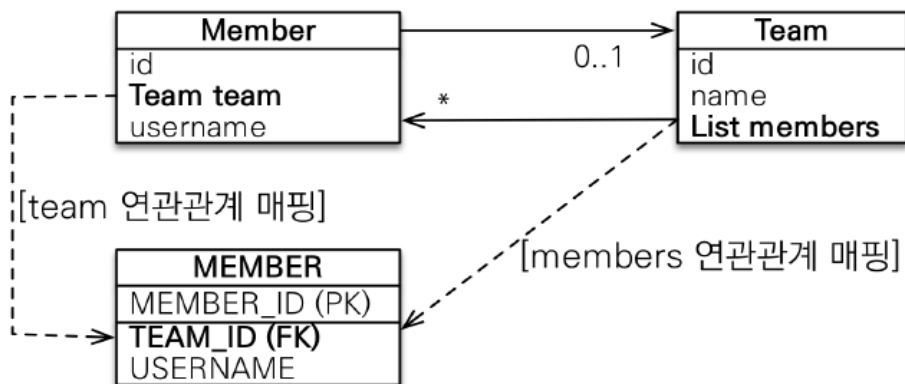 Member
id
Team team
username
0..1
*
Team
id
name
List members
[team 연관관계 매핑]
[members 연관관계 매핑]
MEMBER
MEMBER_ID (PK)
TEAM_ID (FK)
USERNAME